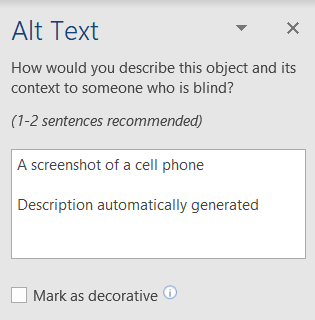 Alt Text
How would you describe this object and its
context to someone who is blind?
(1-2 sentences recommended)
A screenshot of a cell phone
Description automatically generated
Mark as decorative